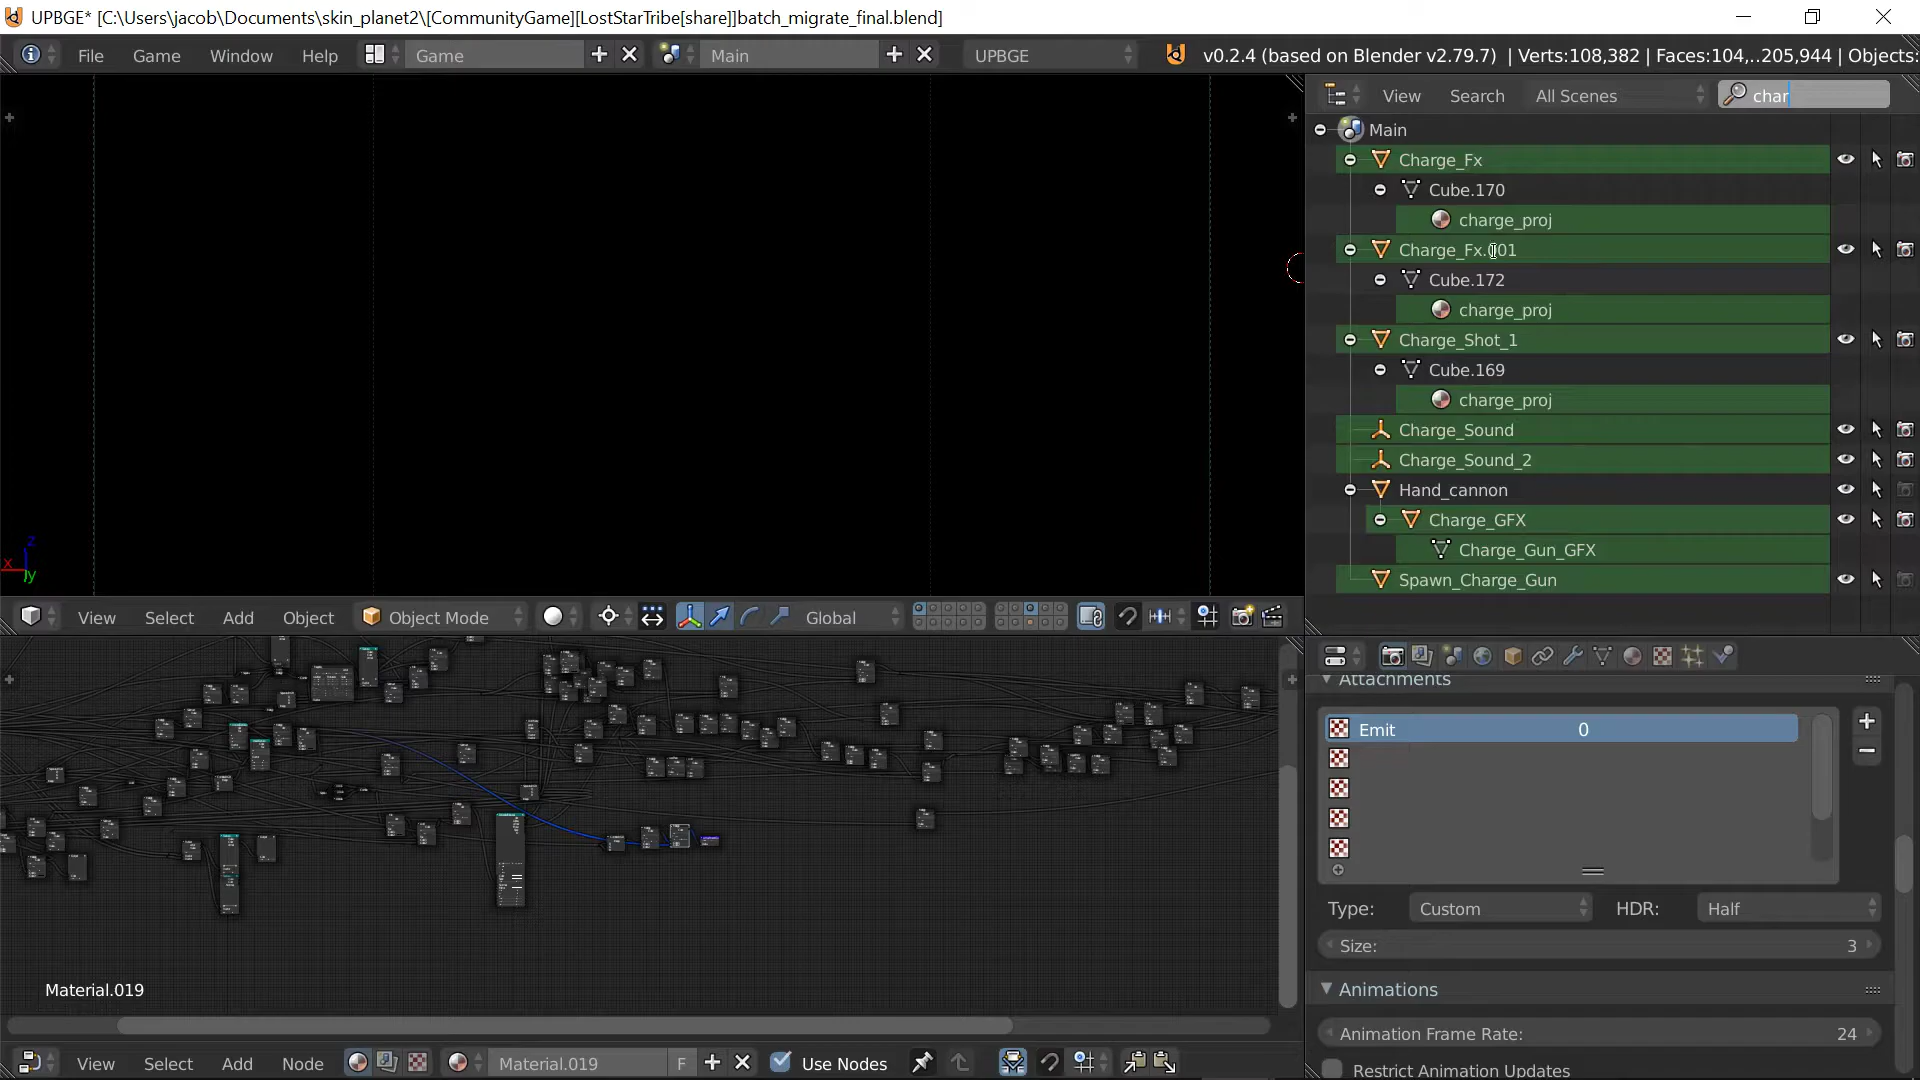 UPBGE* [C:\Users\jacob\Documents\skin_planet2\[CommunityGame][LostStarTribe[share]]batch_migrate_final.blend]
File Game Window Help Game Main UPBGE v0.2.4 (based on Blender v2.79.7) | Verts:108,382 | Faces:104,..205,944 | Objects:
View Search All Scenes char
Main
Charge_Fx
Cube.170
charge_proj
Charge_Fx.001
Cube.172
charge_proj
Charge_Shot_1
Cube.169
charge_proj
Charge_Sound
Charge_Sound_2
Hand_cannon
Charge_GFX
Charge_Gun_GFX
Spawn_Charge_Gun
z
x
y
View Select Add Object Object Mode Global
Attachments
Emit 0
Type: Custom HDR: Half
Size: 3
Animations
Animation Frame Rate: 24
Restrict Animation Updates
Material.019
View Select Add Node Material.019 F Use Nodes